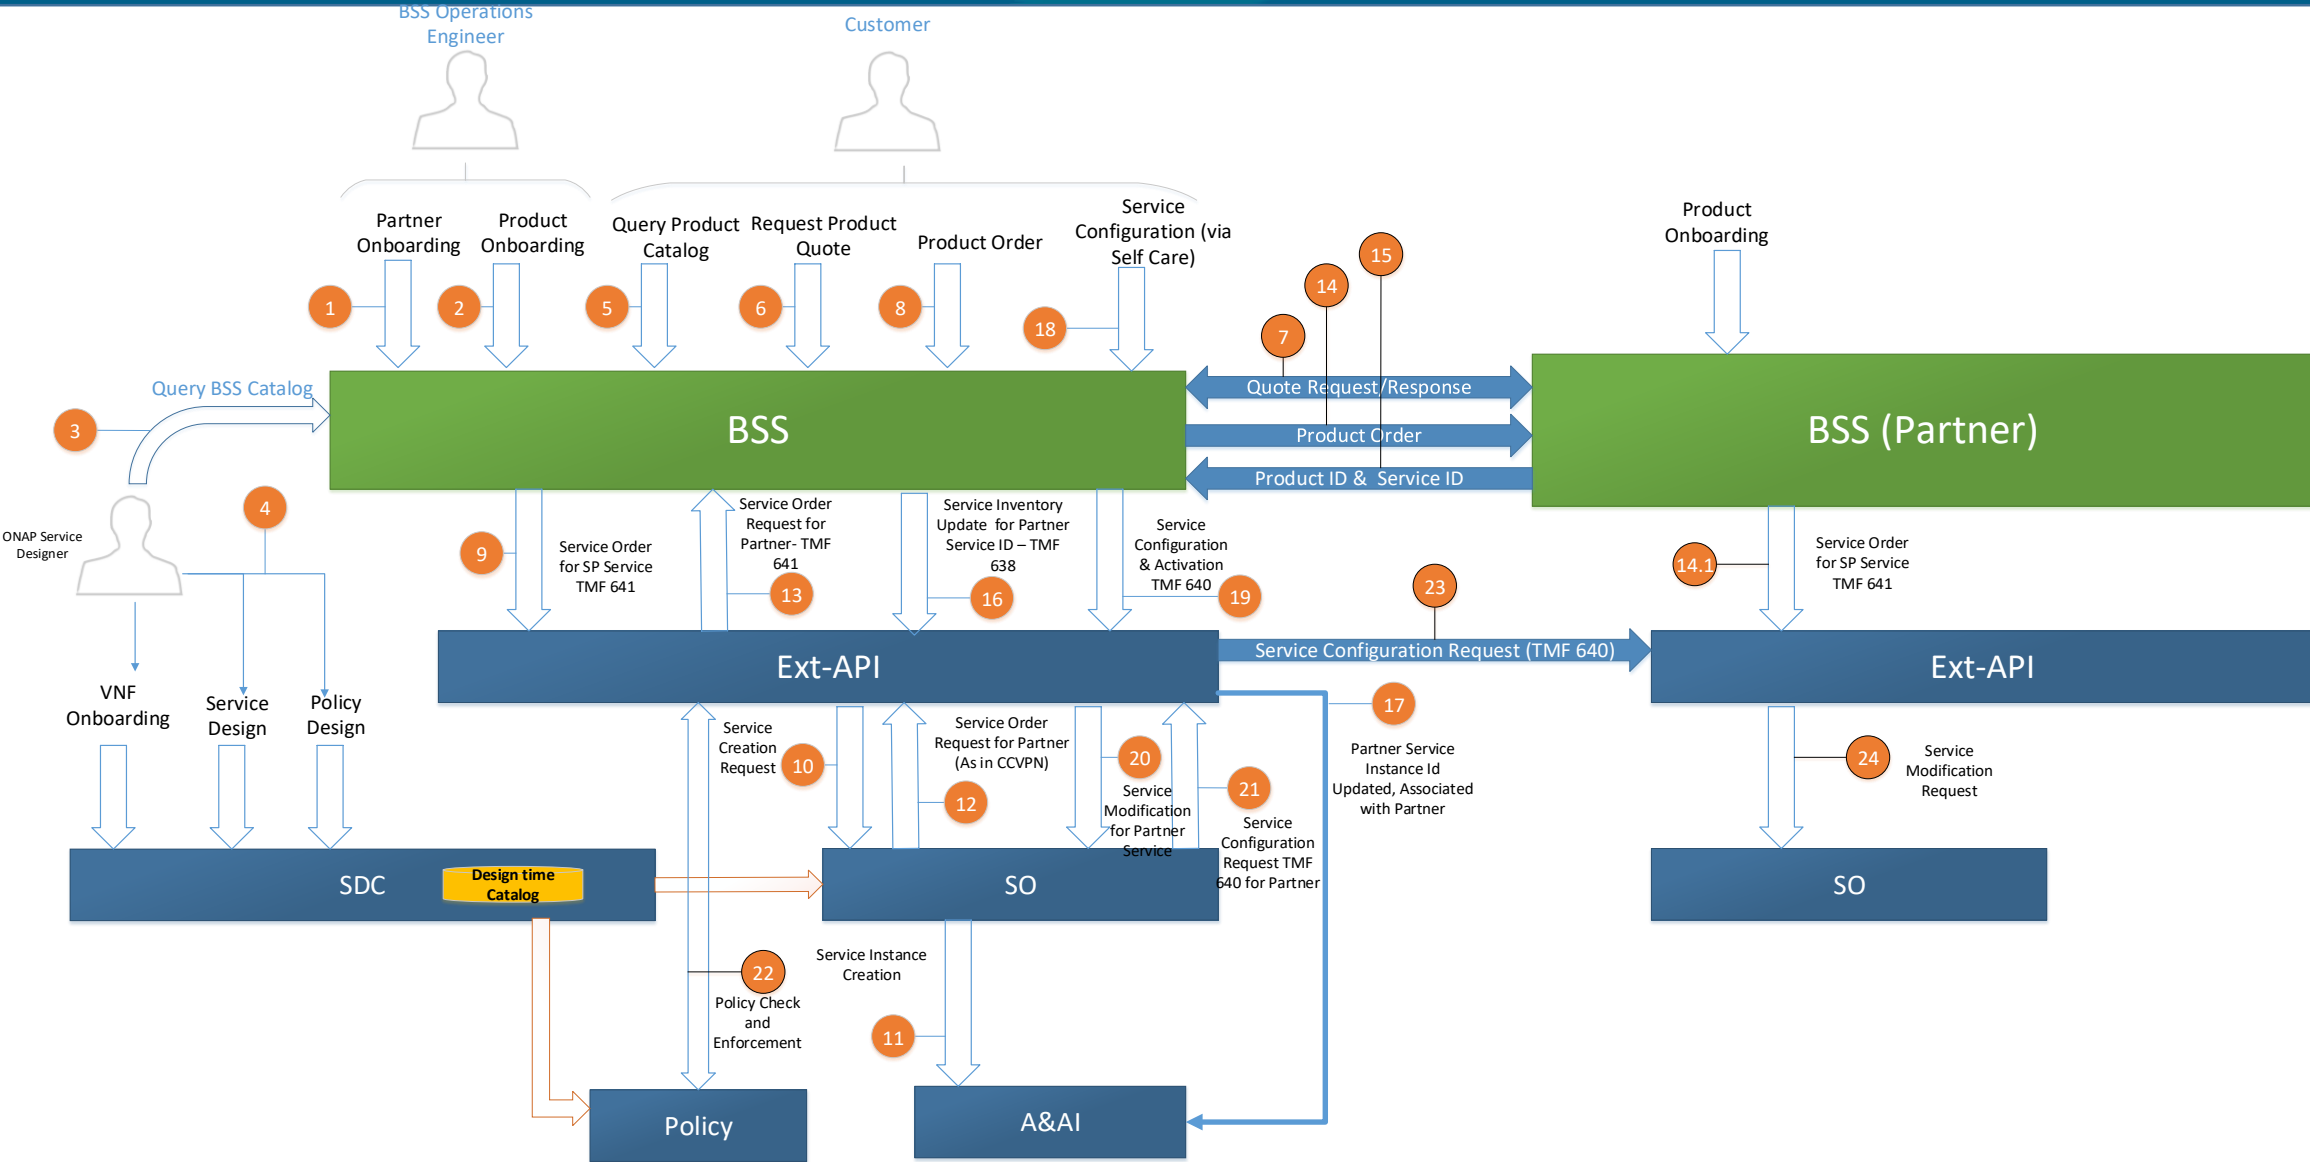 BSS Operations
Engineer
Customer
Partner
Onboarding
Product
Onboarding
Query Product
Catalog
Request Product
Quote
Product Order
Service
Configuration (via
Self Care)
Product
Onboarding
1
2
5
6
8
18
7
14
15
Query BSS Catalog
3
BSS
Quote Request/Response
Product Order
Product ID & Service ID
BSS (Partner)
ONAP Service
Designer
4
9
Service Order
for SP Service
TMF 641
Service Order
Request for
Partner- TMF
641
13
Service Inventory
Update for Partner
Service ID – TMF
638
16
Service
Configuration
& Activation
TMF 640
19
23
14.1
Service Order
for SP Service
TMF 641
Ext-API
Service Configuration Request (TMF 640)
Ext-API
VNF
Onboarding
Service
Design
Policy
Design
Service
Creation
Request
10
Service Order
Request for Partner
(As in CCVPN)
12
20
Service
Modification
for Partner
Service
21
Service
Configuration
Request TMF
640 for Partner
17
Partner Service
Instance Id
Updated, Associated
with Partner
24
Service
Modification
Request
SDC
Design time
Catalog
SO
SO
22
Policy Check
and
Enforcement
Service Instance
Creation
11
Policy
A&AI